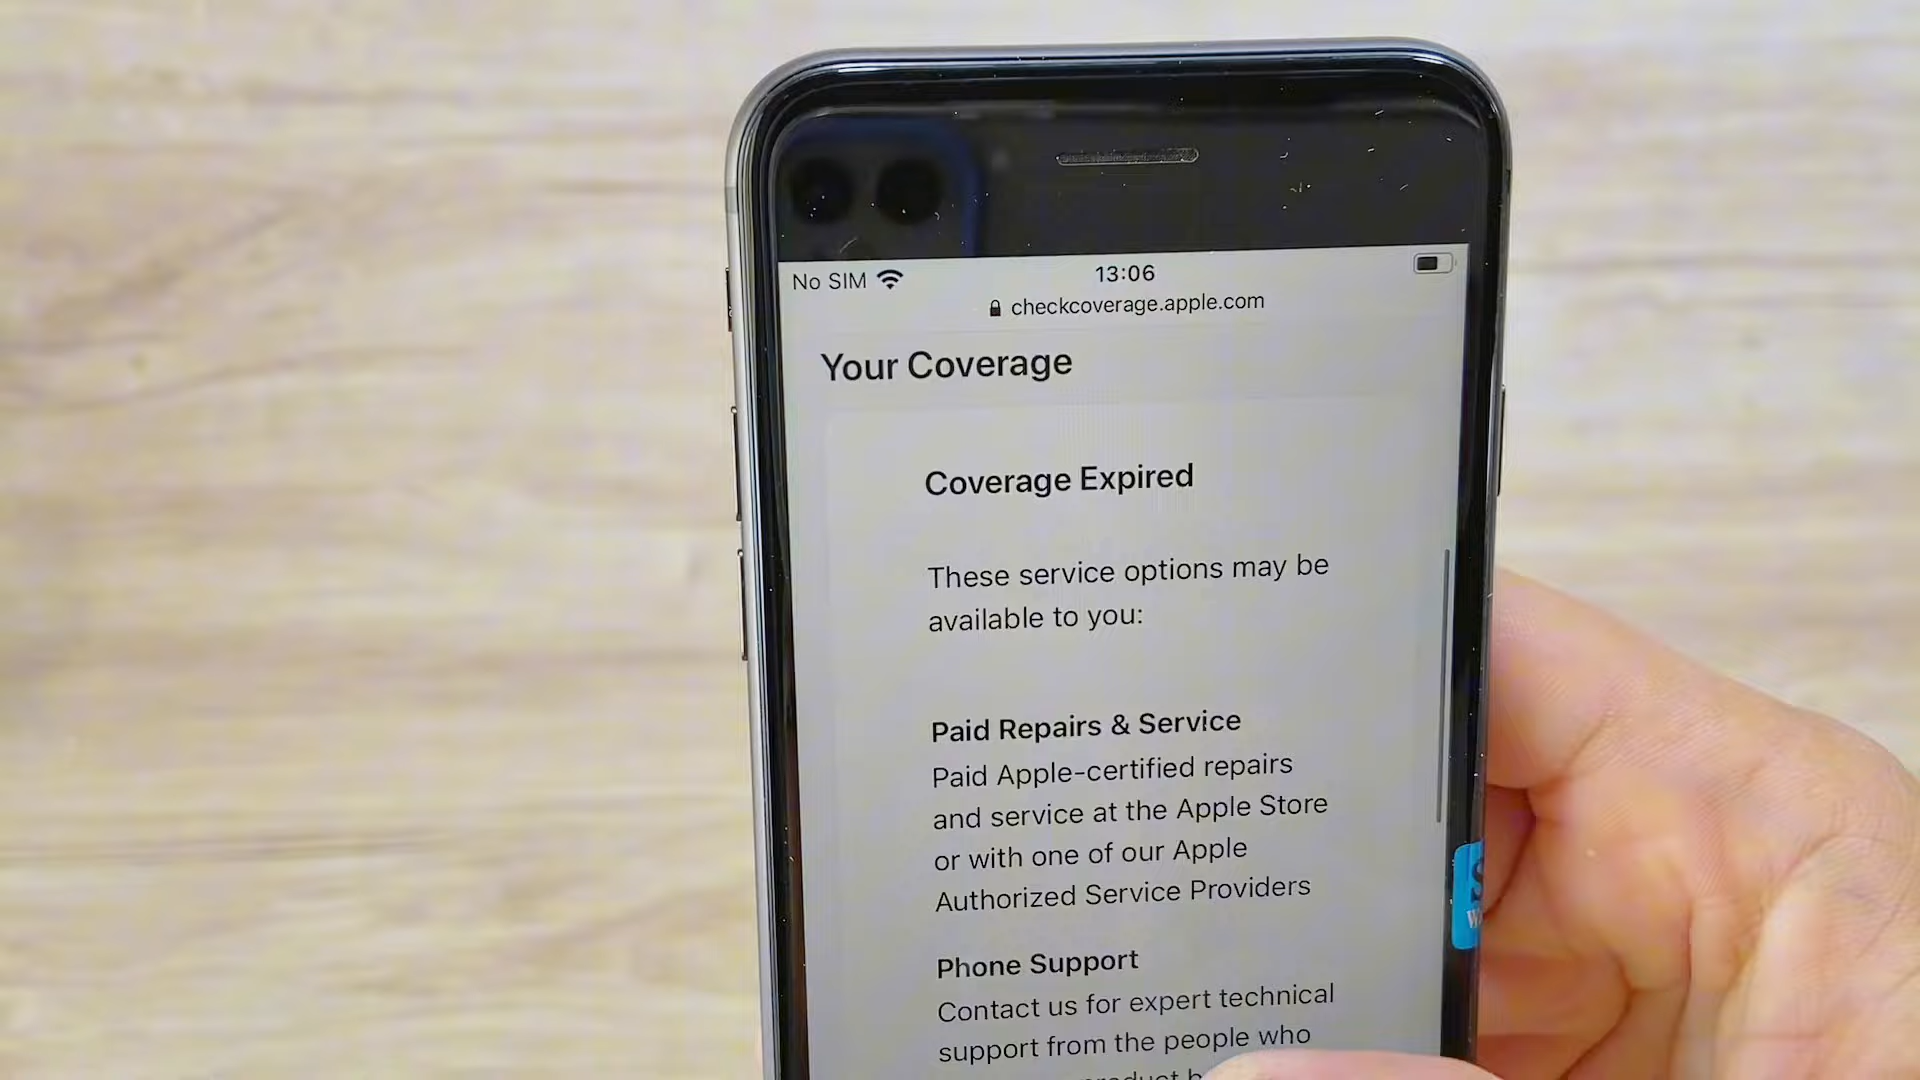 No SIM
13:06
checkcoverage.apple.com
Your Coverage
Coverage Expired
These service options may be
available to you:
Paid Repairs & Service
Paid Apple-certified repairs
and service at the Apple Store
or with one of our Apple
Authorized Service Providers
Phone Support
Contact us for expert technical
support from the people who
product